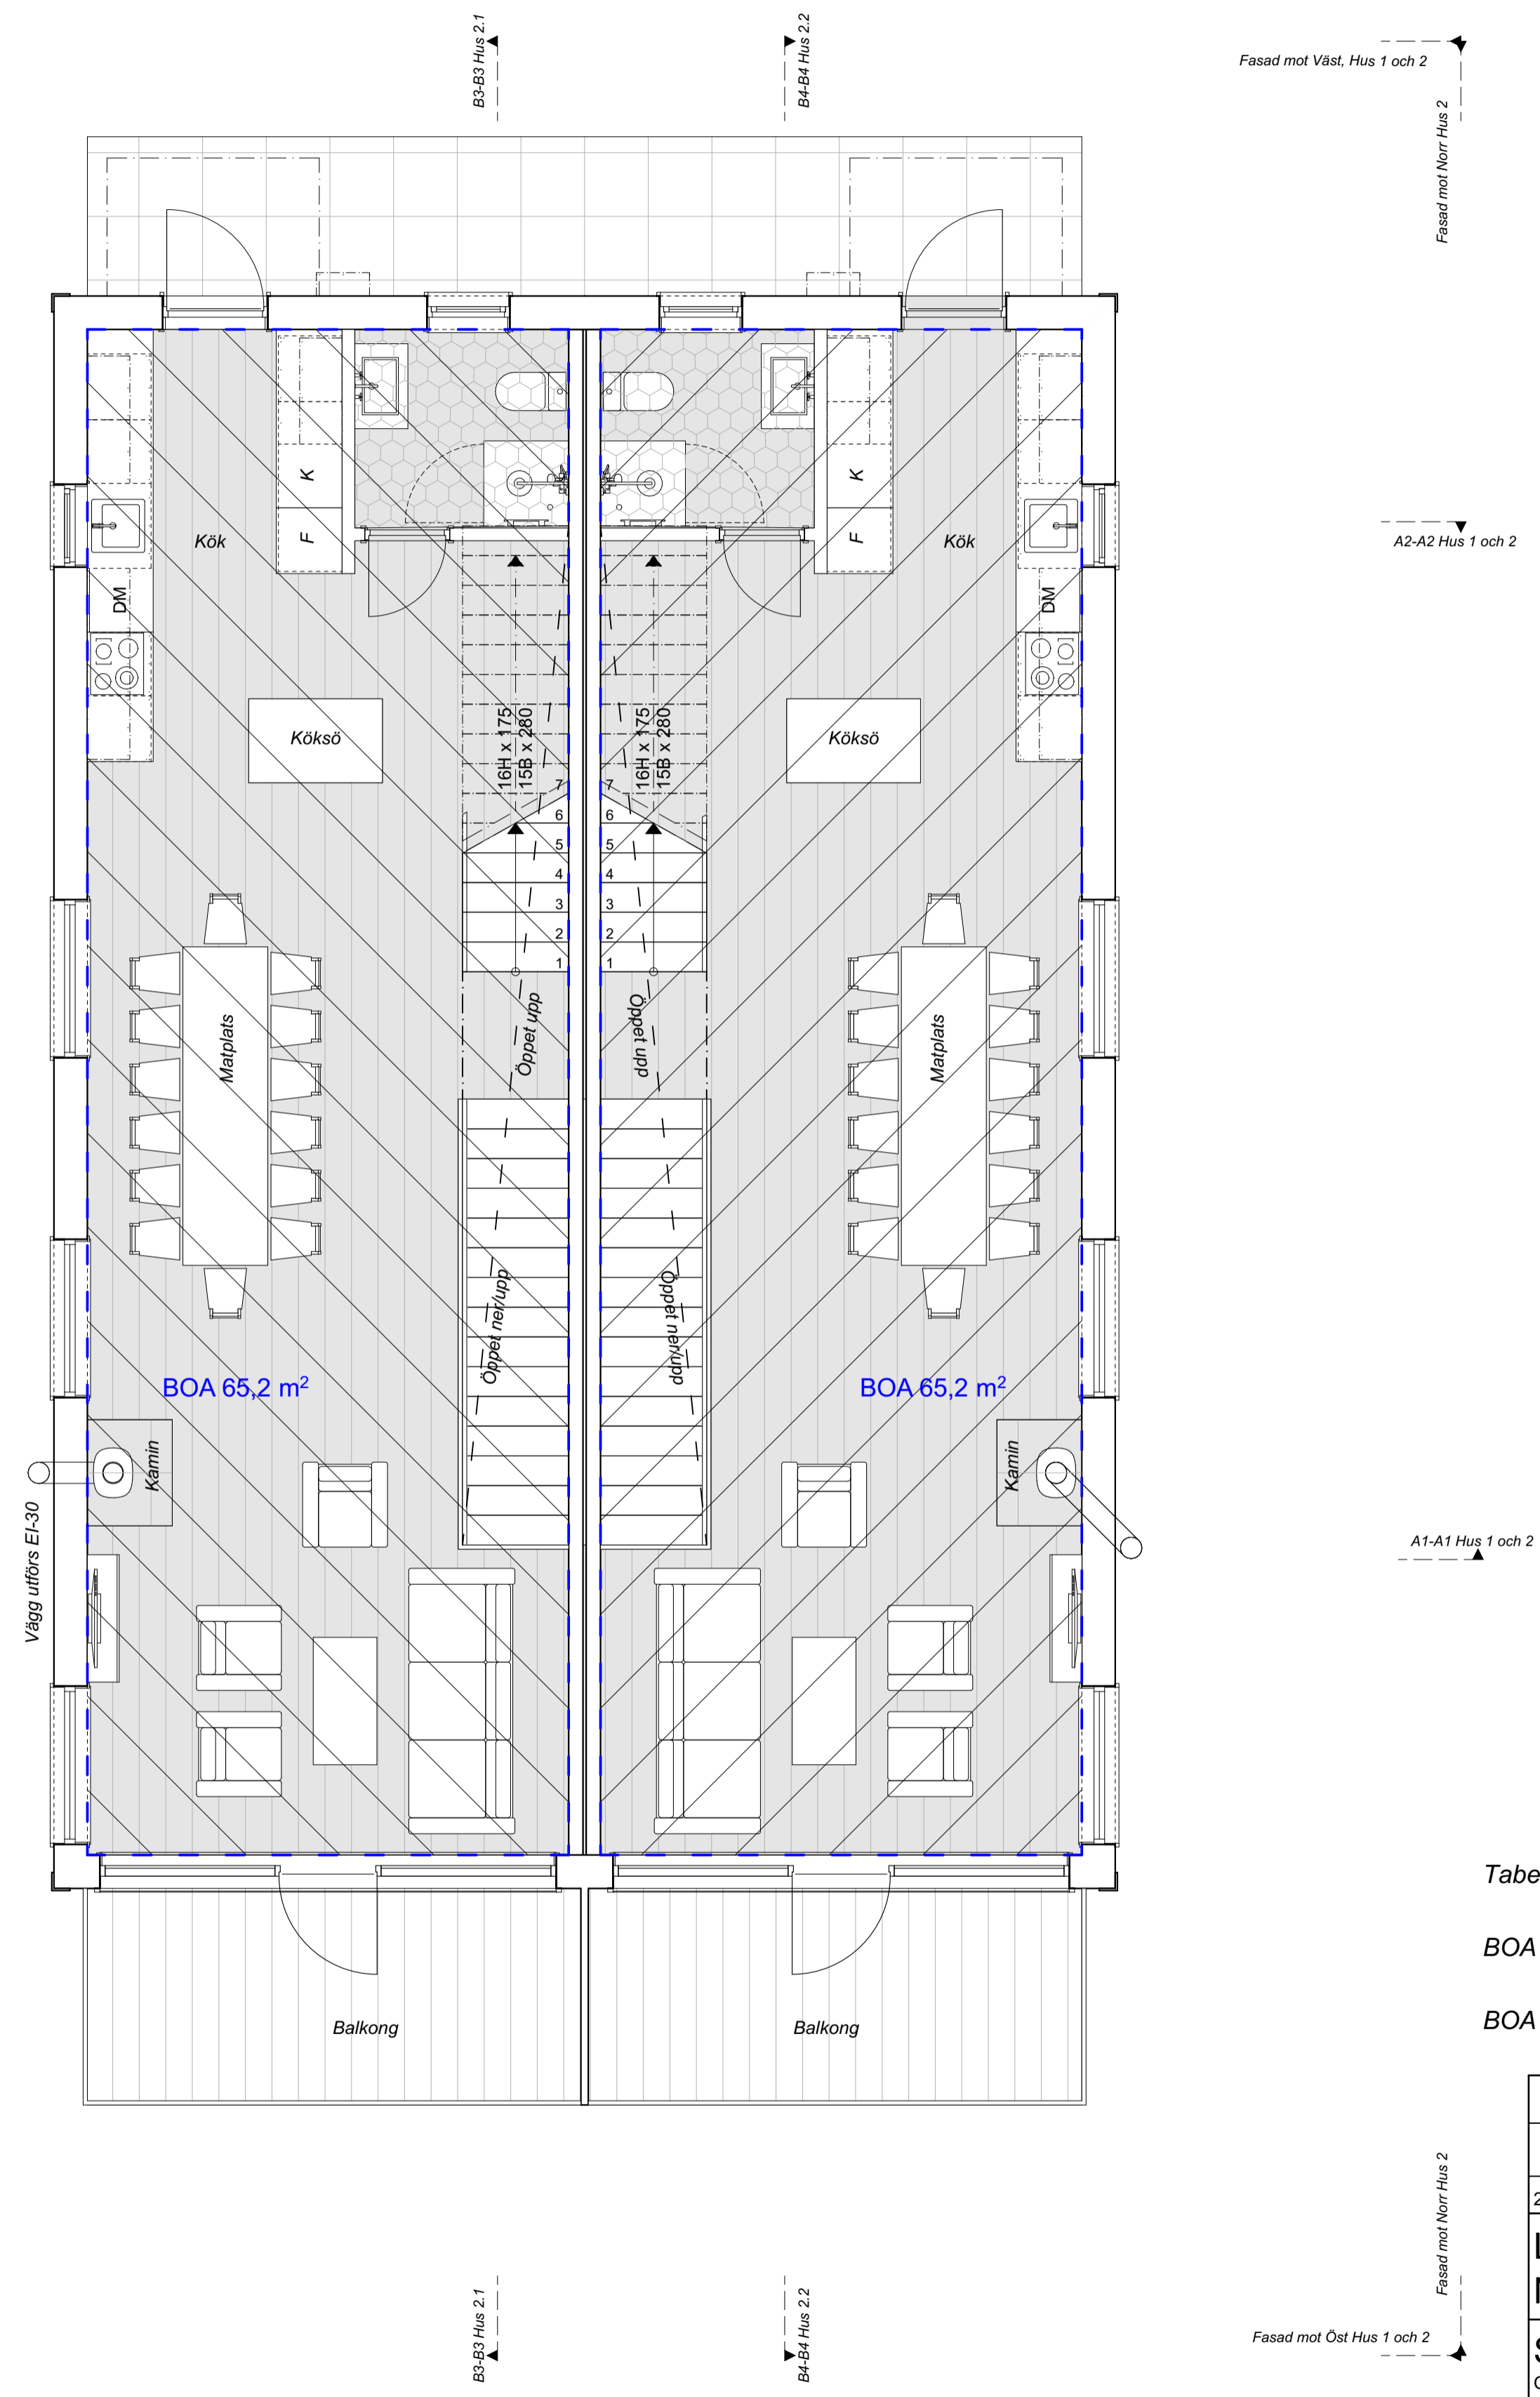 B3-B3 Hus 2.1
B4-B4 Hus 2.2
Fasad mot Väst, Hus 1 och 2
Fasad mot Norr Hus 2
K
K
F
F
Kök
Kök
A2-A2 Hus 1 och 2
DM
DM
Köksö
Köksö
16H x 175
15B x 280
16H x 175
15B x 280
7
6
5
4
3
2
1
7
6
5
4
3
2
1
Öppet upp
Öppet upp
Matplats
Matplats
Öppet ner/upp
Öppet ner/upp
BOA 65,2 m²
BOA 65,2 m²
Kamin
Kamin
Vägg utförs EI-30
A1-A1 Hus 1 och 2
Tabe
BOA
BOA
Balkong
Balkong
Fasad mot Norr Hus 2
B3-B3 Hus 2.1
B4-B4 Hus 2.2
Fasad mot Öst Hus 1 och 2
2